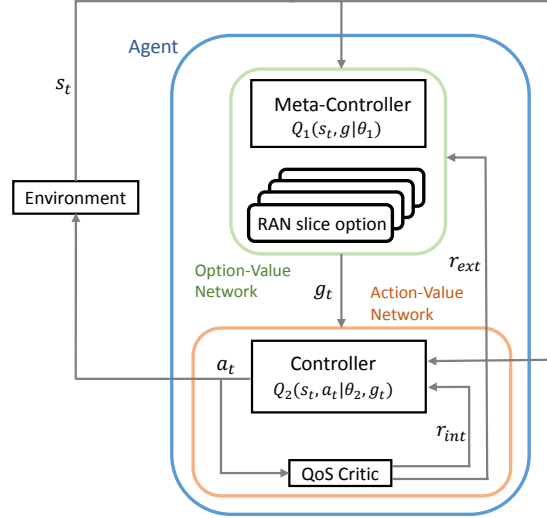 Agent
s_t
Meta-Controller
Q_1(s_t, g|θ_1)
Environment
RAN slice option
Option-Value
Network
g_t
r_ext
Action-Value
Network
a_t
Controller
Q_2(s_t, a_t|θ_2, g_t)
r_int
QoS Critic